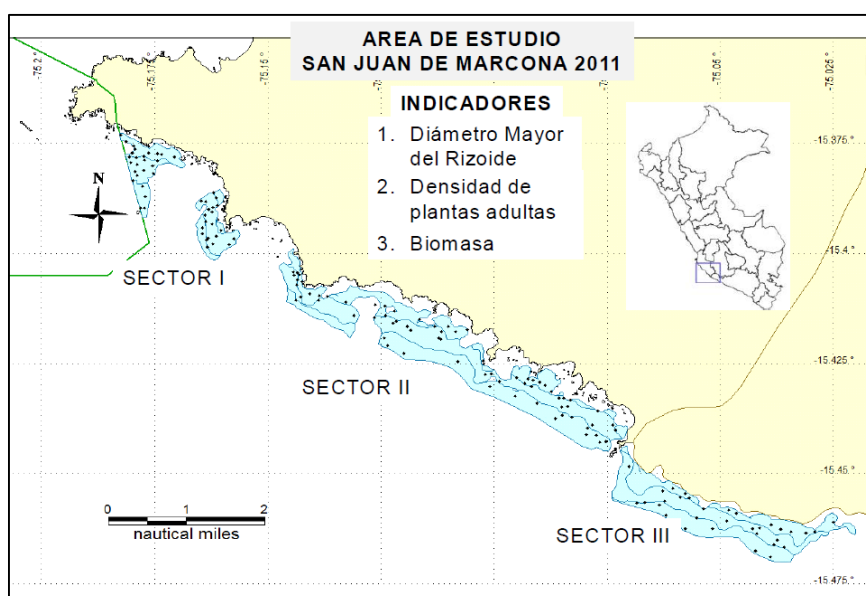 AREA DE ESTUDIO
SAN JUAN DE MARCONA 2011
-75.2°
-75.17
-75.15
-75.05
-75.025
INDICADORES
1. Diámetro Mayor
del Rizoide
2. Densidad de
plantas adultas
3. Biomasa
-15.375
N
-15.4
SECTOR I
-15.425
SECTOR II
-15.45
0 1 2
nautical miles
SECTOR III
-15.475